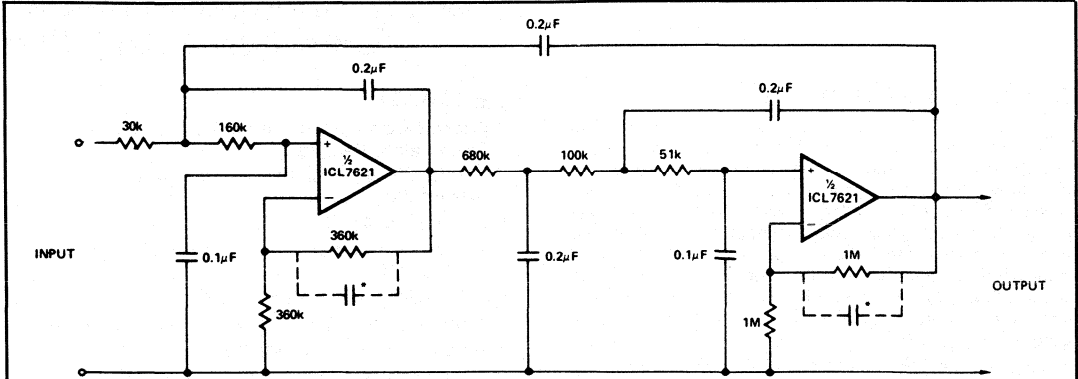 0.2μF
0.2μF
0.2μF
30k
160k
680k
100k
51k
+
½
ICL7621
−
+
½
ICL7621
−
360k
1M
INPUT
0.1μF
0.2μF
0.1μF
*
*
OUTPUT
360k
1M